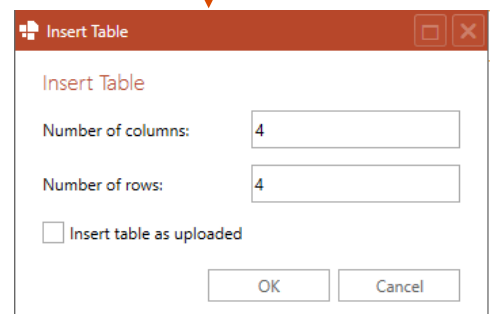 Insert Table
Insert Table
Number of columns: 4
Number of rows: 4
Insert table as uploaded
OK Cancel